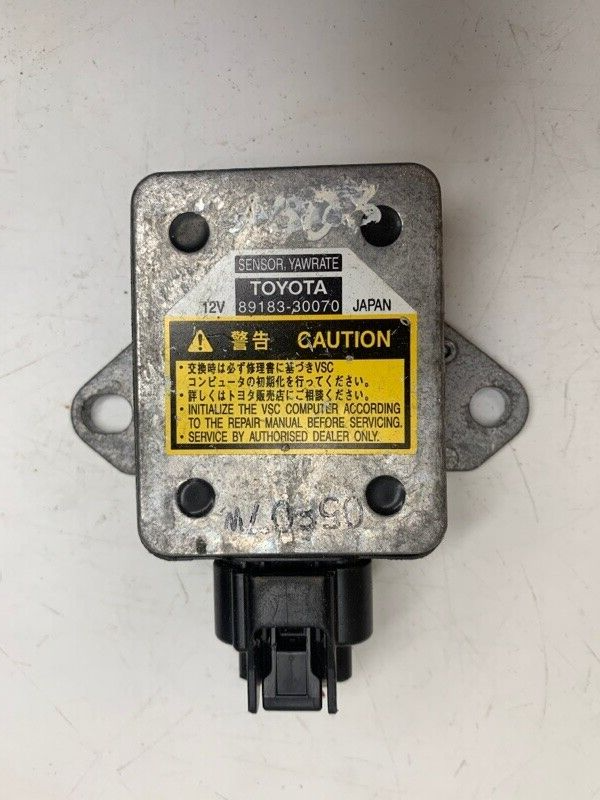 SENSOR, YAWRATE
TOYOTA
12V 89183-30070 JAPAN
警告 CAUTION
・交換時は必ず修理書に基づきVSC
コンピュータの初期化を行ってください。
・詳しくはトヨタ販売店にご相談ください。
・INITIALIZE THE VSC COMPUTER ACCORDING
TO THE REPAIR MANUAL BEFORE SERVICING.
・SERVICE BY AUTHORISED DEALER ONLY.